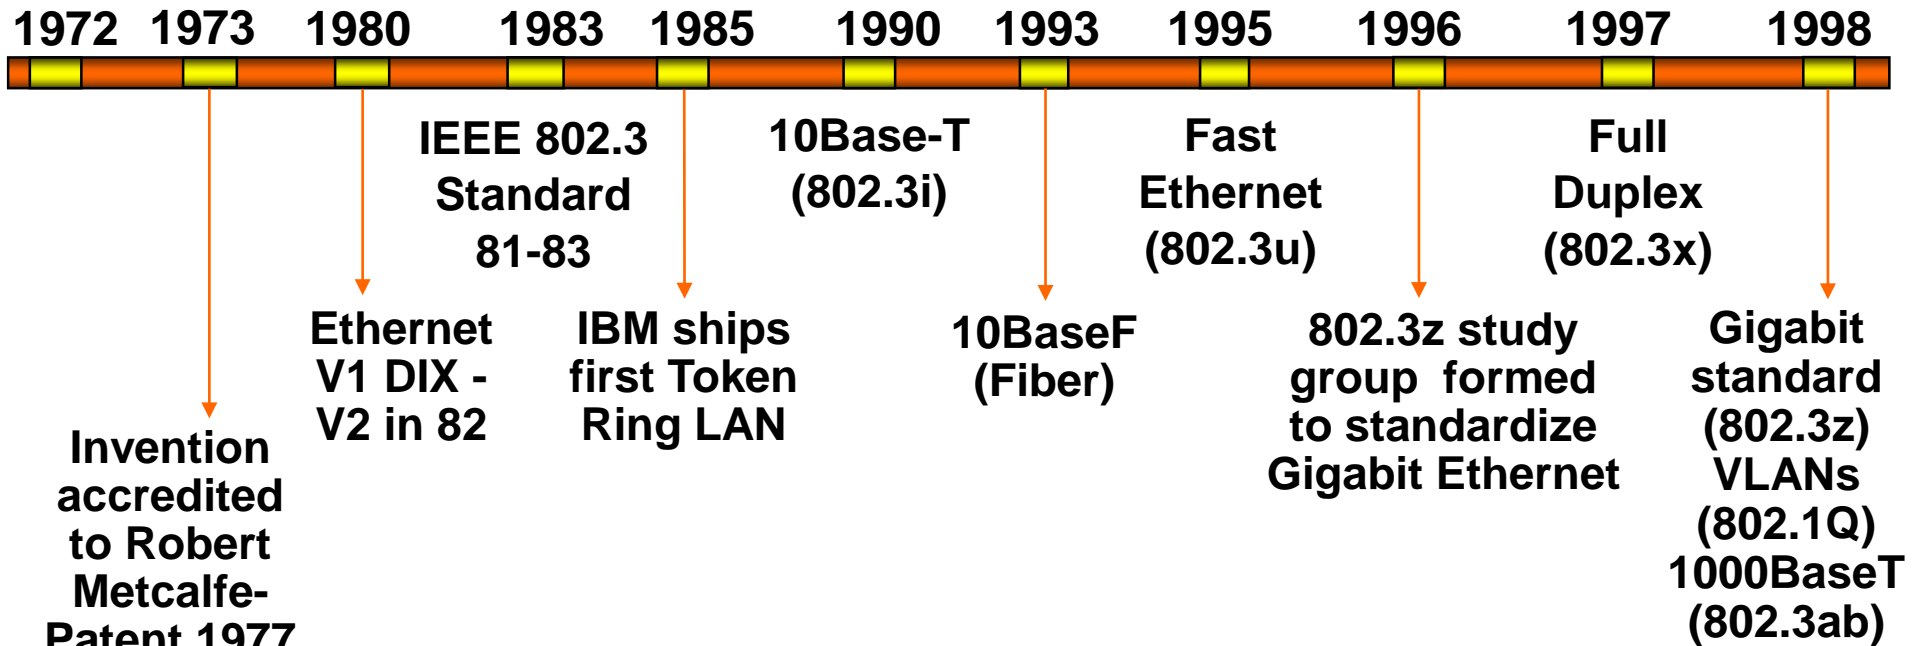 1972 1973 1980 1983 1985 1990 1993 1995 1996 1997 1998
Invention
accredited
to Robert
Metcalfe-
Patent 1977
Ethernet
V1 DIX -
V2 in 82
IEEE 802.3
Standard
81-83
IBM ships
first Token
Ring LAN
10Base-T
(802.3i)
10BaseF
(Fiber)
Fast
Ethernet
(802.3u)
802.3z study
group formed
to standardize
Gigabit Ethernet
Full
Duplex
(802.3x)
Gigabit
standard
(802.3z)
VLANs
(802.1Q)
1000BaseT
(802.3ab)